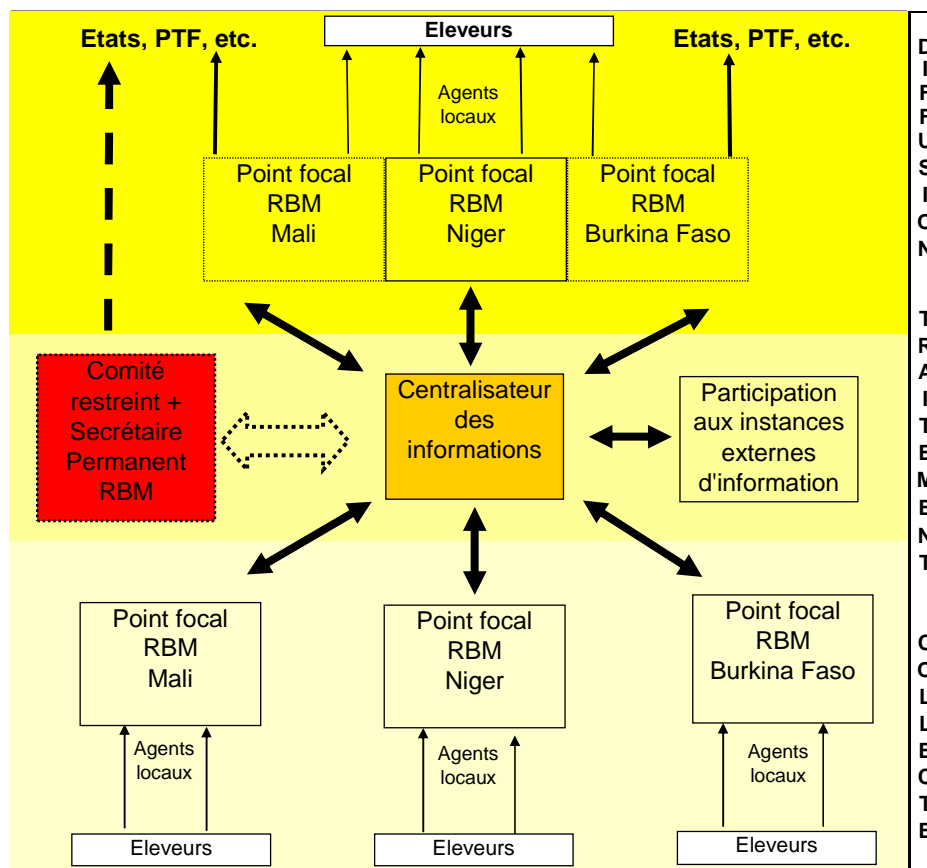 Etats, PTF, etc.
Eleveurs
Etats, PTF, etc.
Agents
locaux
Point focal
RBM
Mali
Point focal
RBM
Niger
Point focal
RBM
Burkina Faso
DIFFUSION
Comité
restreint +
Secrétaire
Permanent
RBM
Centralisateur
des
informations
Participation
aux instances
externes
d'information
TRAITEMENT
Point focal
RBM
Mali
Point focal
RBM
Niger
Point focal
RBM
Burkina Faso
Agents
locaux
Agents
locaux
Agents
locaux
Eleveurs
Eleveurs
Eleveurs
COLLECTE